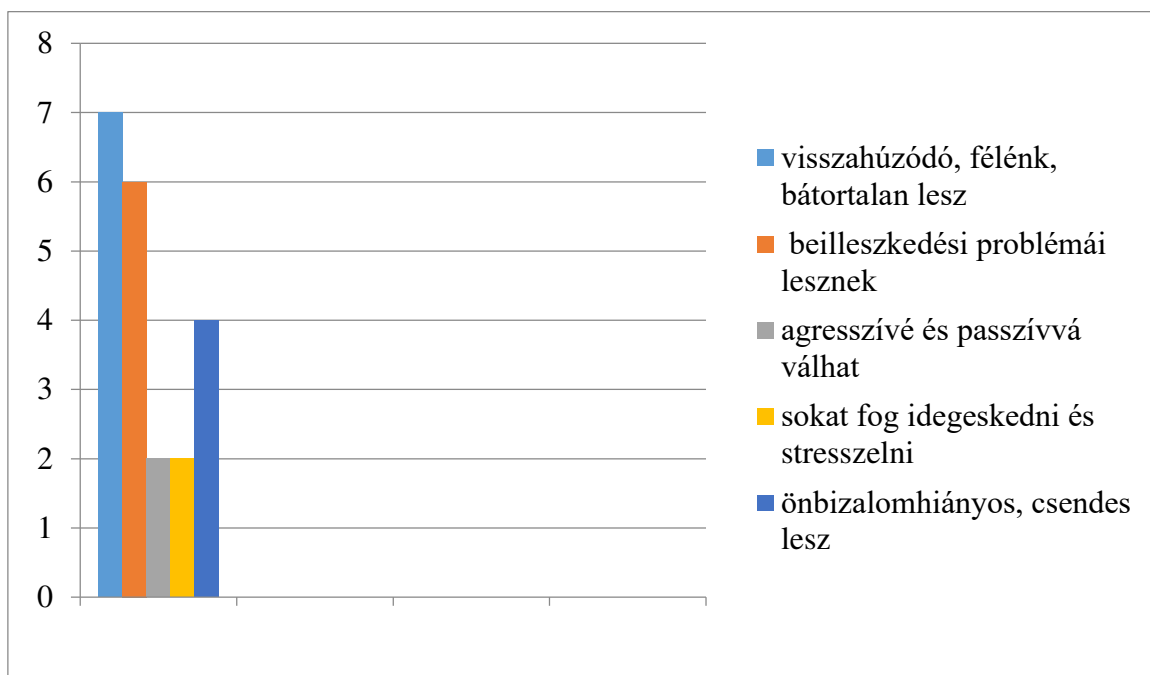 8
7
6
5
4
3
2
1
0
visszahúzódó, félénk,
bátortalan lesz
beilleszkedési problémái
lesznek
agresszívé és passzívvá
válhat
sokat fog idegeskedni és
stresszelni
önbizalomhiányos, csendes
lesz